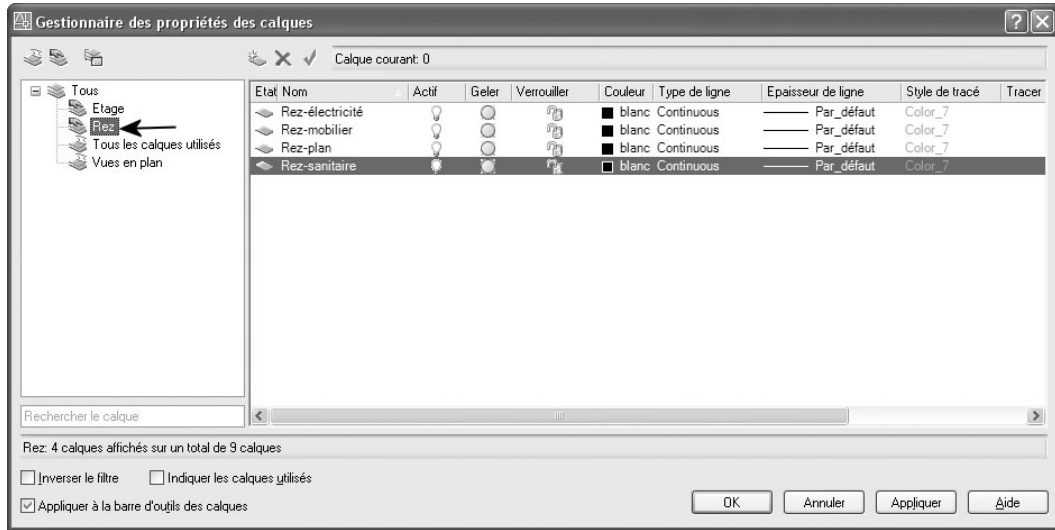 Gestionnaire des propriétés des calques
Calque courant: 0
Tous
Etage
Rez
Tous les calques utilisés
Vues en plan
Etat Nom Actif Geler Verrouiller Couleur Type de ligne Epaisseur de ligne Style de tracé Tracer
Rez-électricité blanc Continuous Par_défaut Color_7
Rez-mobilier blanc Continuous Par_défaut Color_7
Rez-plan blanc Continuous Par_défaut Color_7
Rez-sanitaire blanc Continuous Par_défaut Color_7
Rechercher le calque
Rez: 4 calques affichés sur un total de 9 calques
Inverser le filtre Indiquer les calques utilisés
Appliquer à la barre d'outils des calques
OK Annuler Appliquer Aide